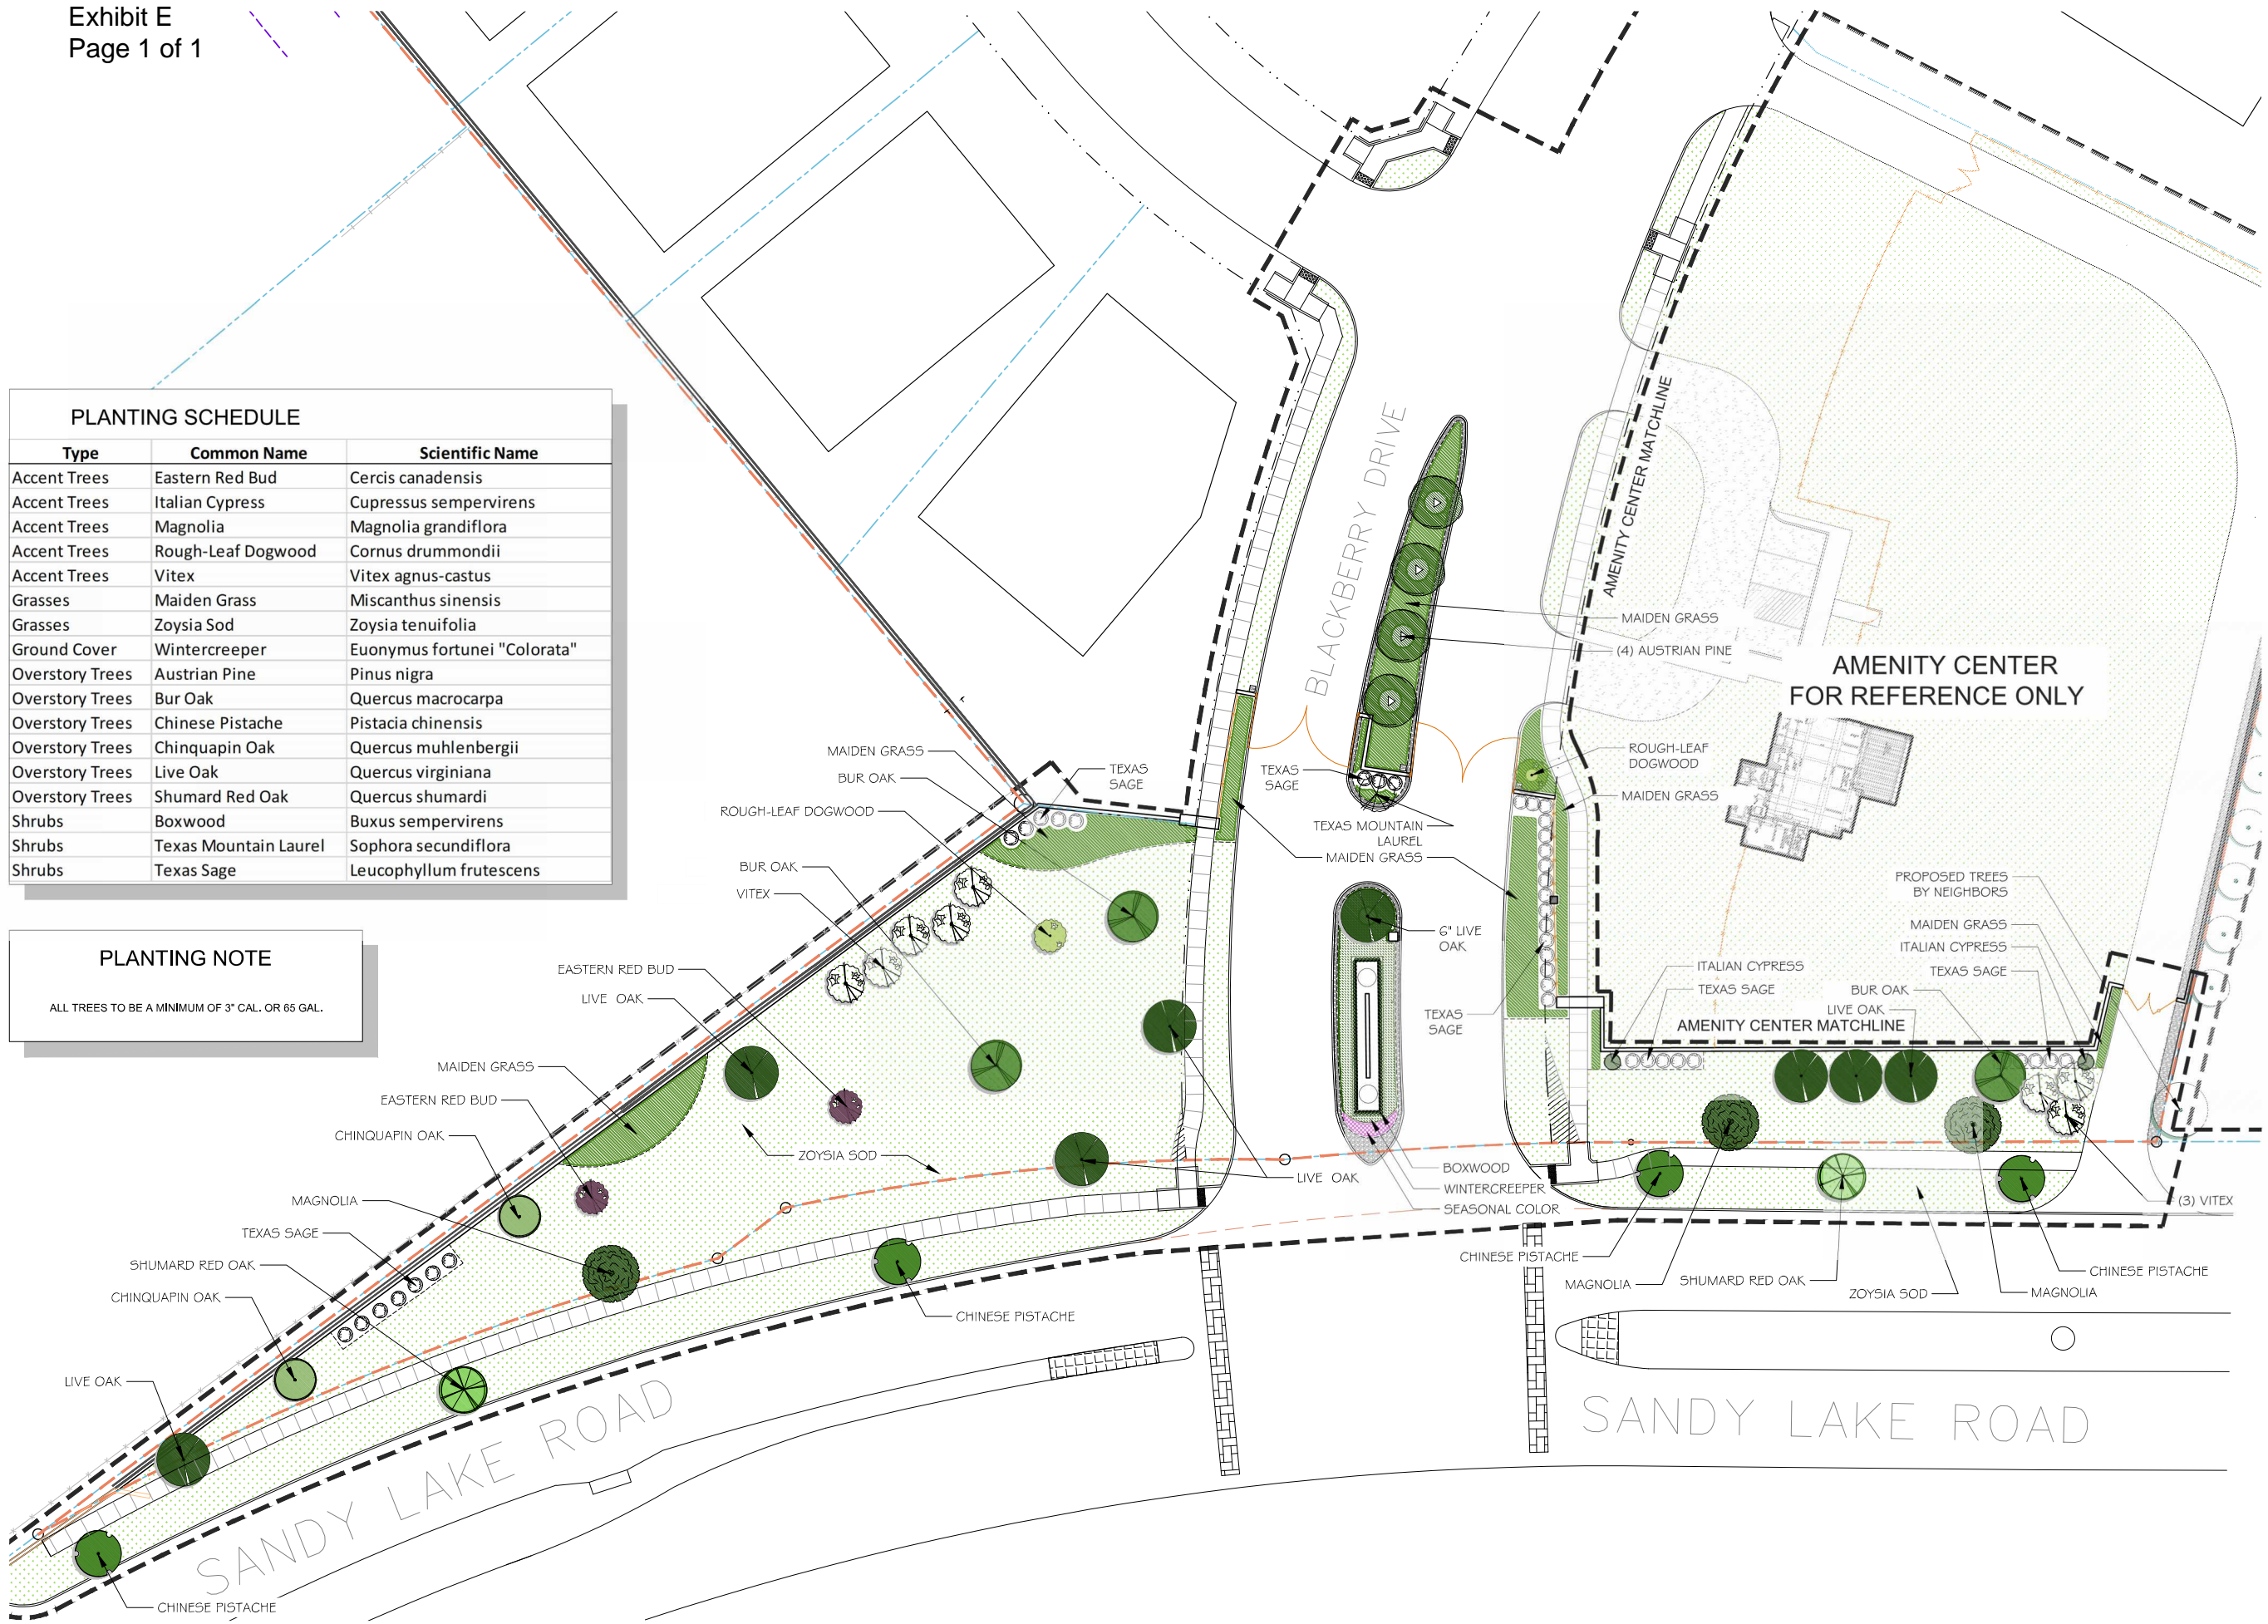 Exhibit E
Page 1 of 1
PLANTING SCHEDULE
Type Common Name Scientific Name
Accent Trees Eastern Red Bud Cercis canadensis
Accent Trees Italian Cypress Cupressus sempervirens
Accent Trees Magnolia Magnolia grandiflora
Accent Trees Rough-Leaf Dogwood Cornus drummondii
Accent Trees Vitex Vitex agnus-castus
Grasses Maiden Grass Miscanthus sinensis
Grasses Zoysia Sod Zoysia tenuifolia
Ground Cover Wintercreeper Euonymus fortunei "Colorata"
Overstory Trees Austrian Pine Pinus nigra
Overstory Trees Bur Oak Quercus macrocarpa
Overstory Trees Chinese Pistache Pistacia chinensis
Overstory Trees Chinquapin Oak Quercus muhlenbergii
Overstory Trees Live Oak Quercus virginiana
Overstory Trees Shumard Red Oak Quercus shumardi
Shrubs Boxwood Buxus sempervirens
Shrubs Texas Mountain Laurel Sophora secundiflora
Shrubs Texas Sage Leucophyllum frutescens
PLANTING NOTE
ALL TREES TO BE A MINIMUM OF 3" CAL. OR 65 GAL.
MAIDEN GRASS
BUR OAK
TEXAS
SAGE
ROUGH-LEAF DOGWOOD
BUR OAK
VITEX
EASTERN RED BUD
LIVE OAK
MAIDEN GRASS
EASTERN RED BUD
CHINQUAPIN OAK
ZOYSIA SOD
MAGNOLIA
TEXAS SAGE
SHUMARD RED OAK
CHINQUAPIN OAK
LIVE OAK
CHINESE PISTACHE
CHINESE PISTACHE
LIVE OAK
SANDY LAKE ROAD
BLACKBERRY DRIVE
AMENITY CENTER MATCHLINE
MAIDEN GRASS
(4) AUSTRIAN PINE
AMENITY CENTER
FOR REFERENCE ONLY
ROUGH-LEAF
DOGWOOD
MAIDEN GRASS
TEXAS
SAGE
TEXAS MOUNTAIN
LAUREL
MAIDEN GRASS
6" LIVE
OAK
TEXAS
SAGE
PROPOSED TREES
BY NEIGHBORS
MAIDEN GRASS
ITALIAN CYPRESS
TEXAS SAGE
ITALIAN CYPRESS
TEXAS SAGE
BUR OAK
LIVE OAK
AMENITY CENTER MATCHLINE
BOXWOOD
WINTERCREEPER
SEASONAL COLOR
(3) VITEX
CHINESE PISTACHE
MAGNOLIA
SHUMARD RED OAK
ZOYSIA SOD
MAGNOLIA
CHINESE PISTACHE
SANDY LAKE ROAD